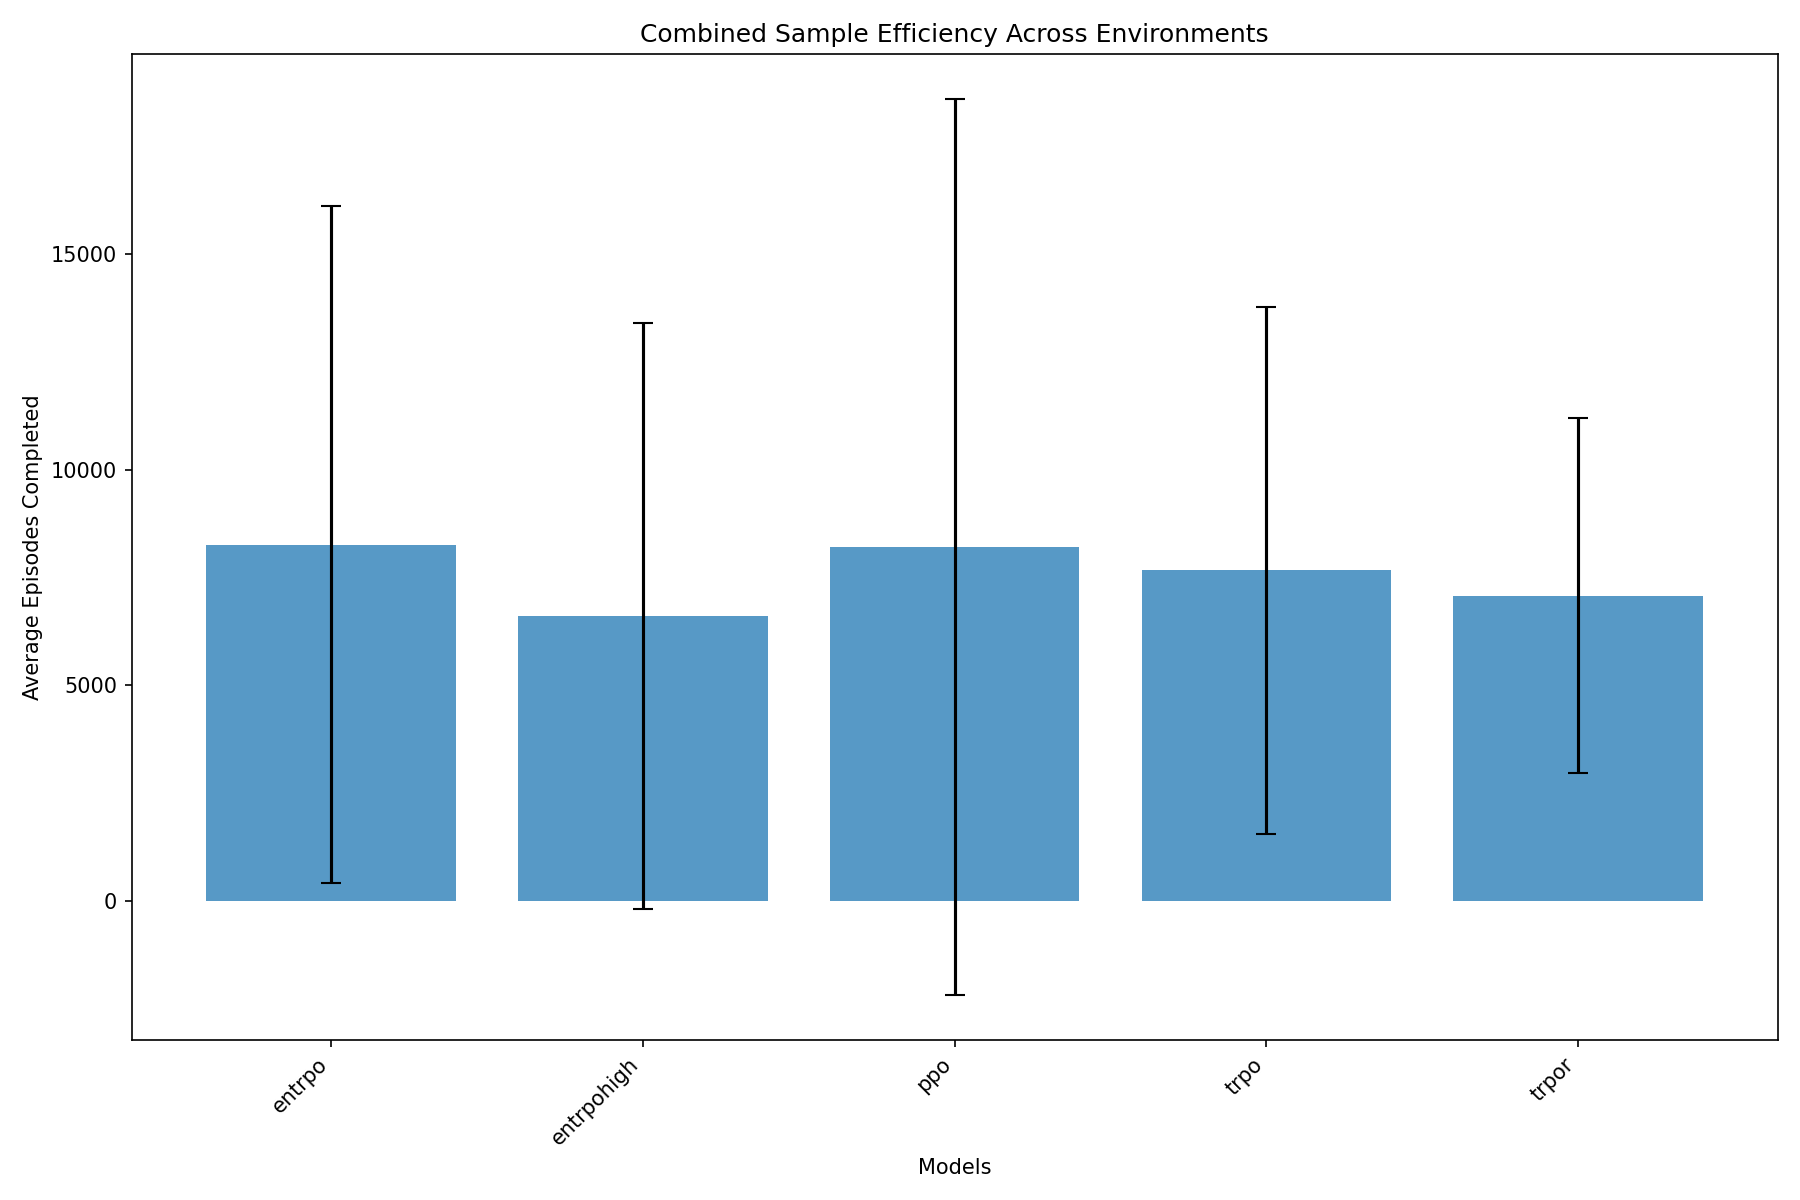 Combined Sample Efficiency Across Environments
Average Episodes Completed
15000
10000
5000
0
entrpo
entrpohigh
ppo
trpo
trpor
Models